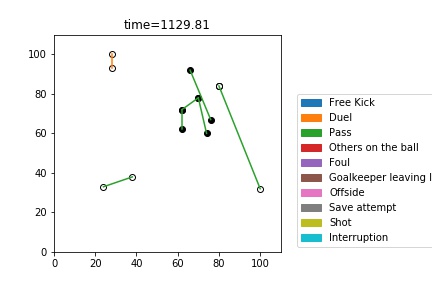 time=1129.81
100
80
60
40
20
0
0 20 40 60 80 100
Free Kick
Duel
Pass
Others on the ball
Foul
Goalkeeper leaving l
Offside
Save attempt
Shot
Interruption